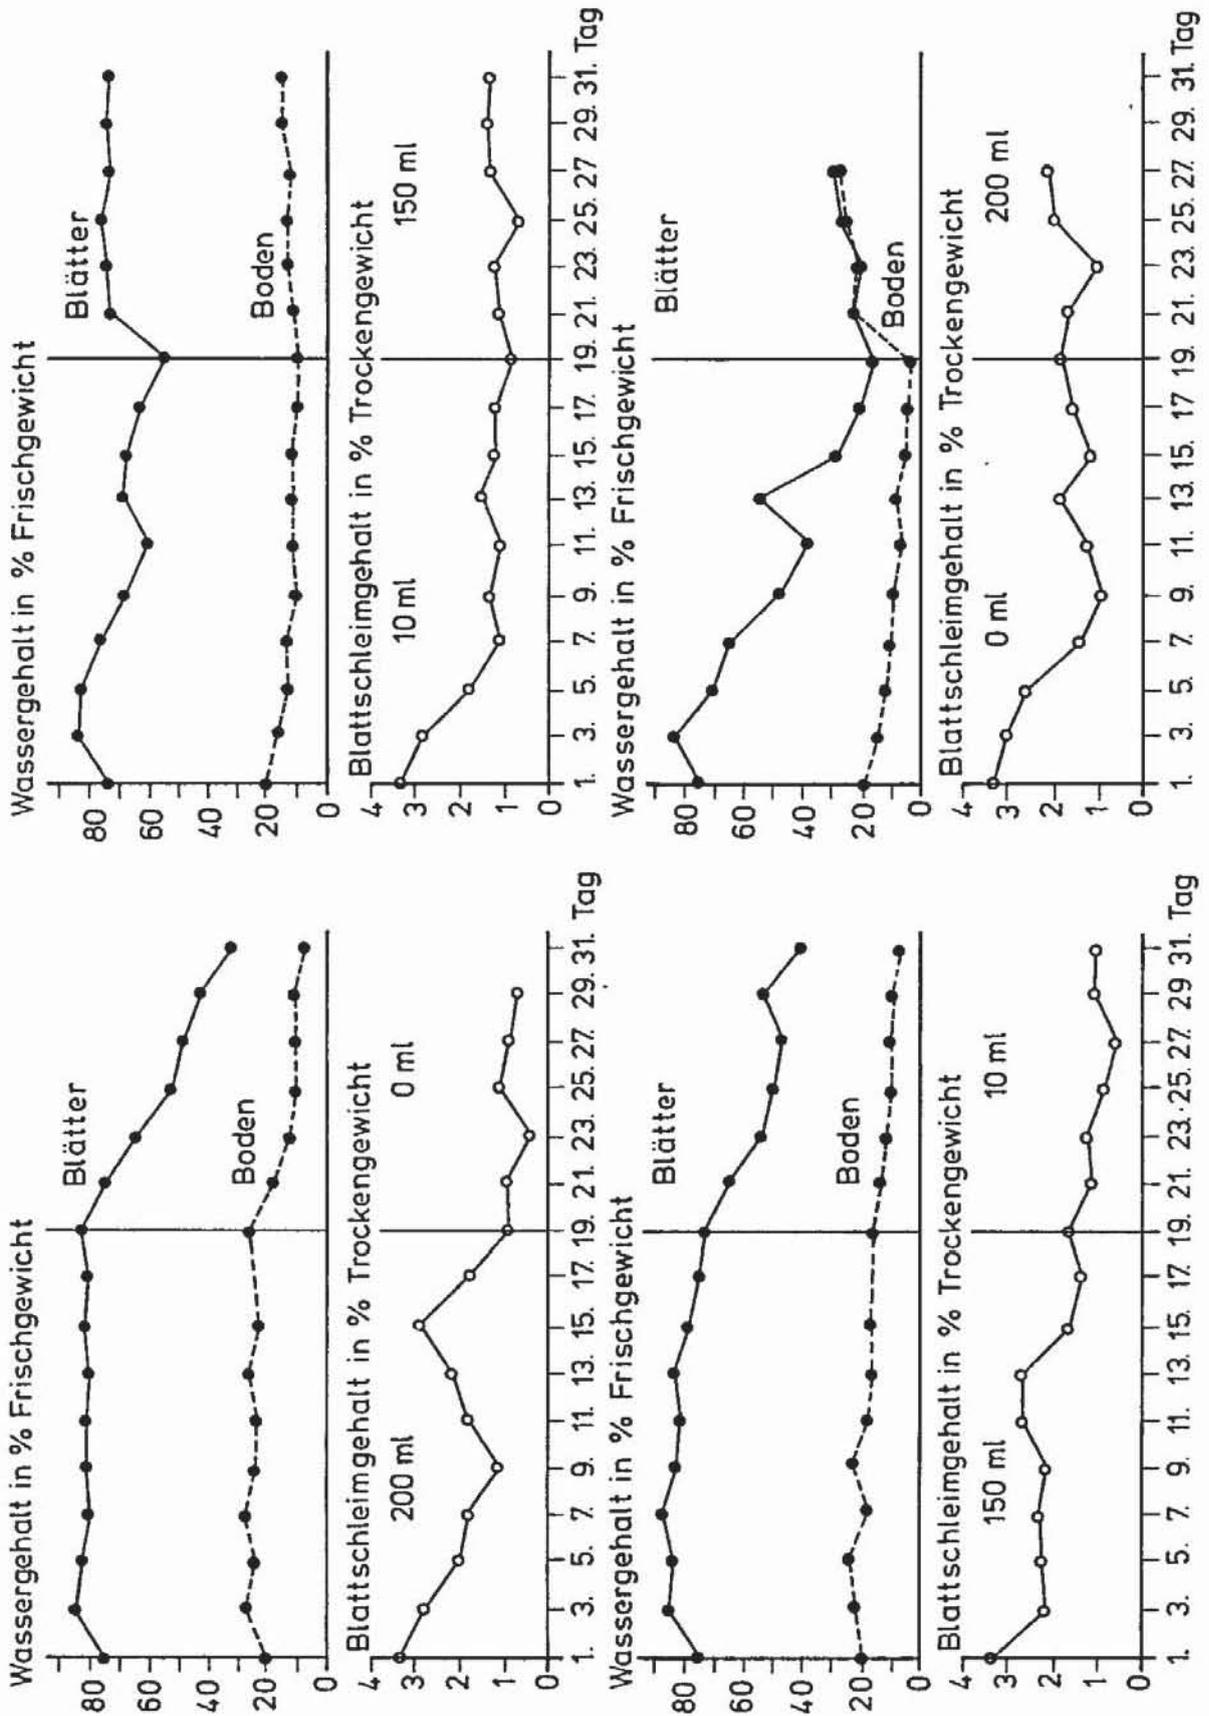 Wassergehalt in % Frischgewicht
80
Blätter
60
40
20
Boden
0
Blattschleimgehalt in % Trockengewicht
4
200 ml
0 ml
3
2
1
0
1. 3. 5. 7. 9. 11. 13. 15. 17. 19. 21. 23. 25. 27. 29. 31. Tag
Wassergehalt in % Frischgewicht
80
Blätter
60
40
20
Boden
0
Blattschleimgehalt in % Trockengewicht
4
10 ml
150 ml
3
2
1
0
Wassergehalt in % Frischgewicht
80
Blätter
60
40
20
Boden
0
Blattschleimgehalt in % Trockengewicht
4
150 ml
10 ml
3
2
1
0
1. 3. 5. 7. 9. 11. 13. 15. 17. 19. 21. 23. 25. 27. 29. 31. Tag
Wassergehalt in % Frischgewicht
80
Blätter
60
40
20
Boden
0
Blattschleimgehalt in % Trockengewicht
4
0 ml
200 ml
3
2
1
0
1. 3. 5. 7. 9. 11. 13. 15. 17. 19. 21. 23. 25. 27. 29. 31. Tag
1. 3. 5. 7. 9. 11. 13. 15. 17. 19. 21. 23. 25. 27. 29. 31. Tag